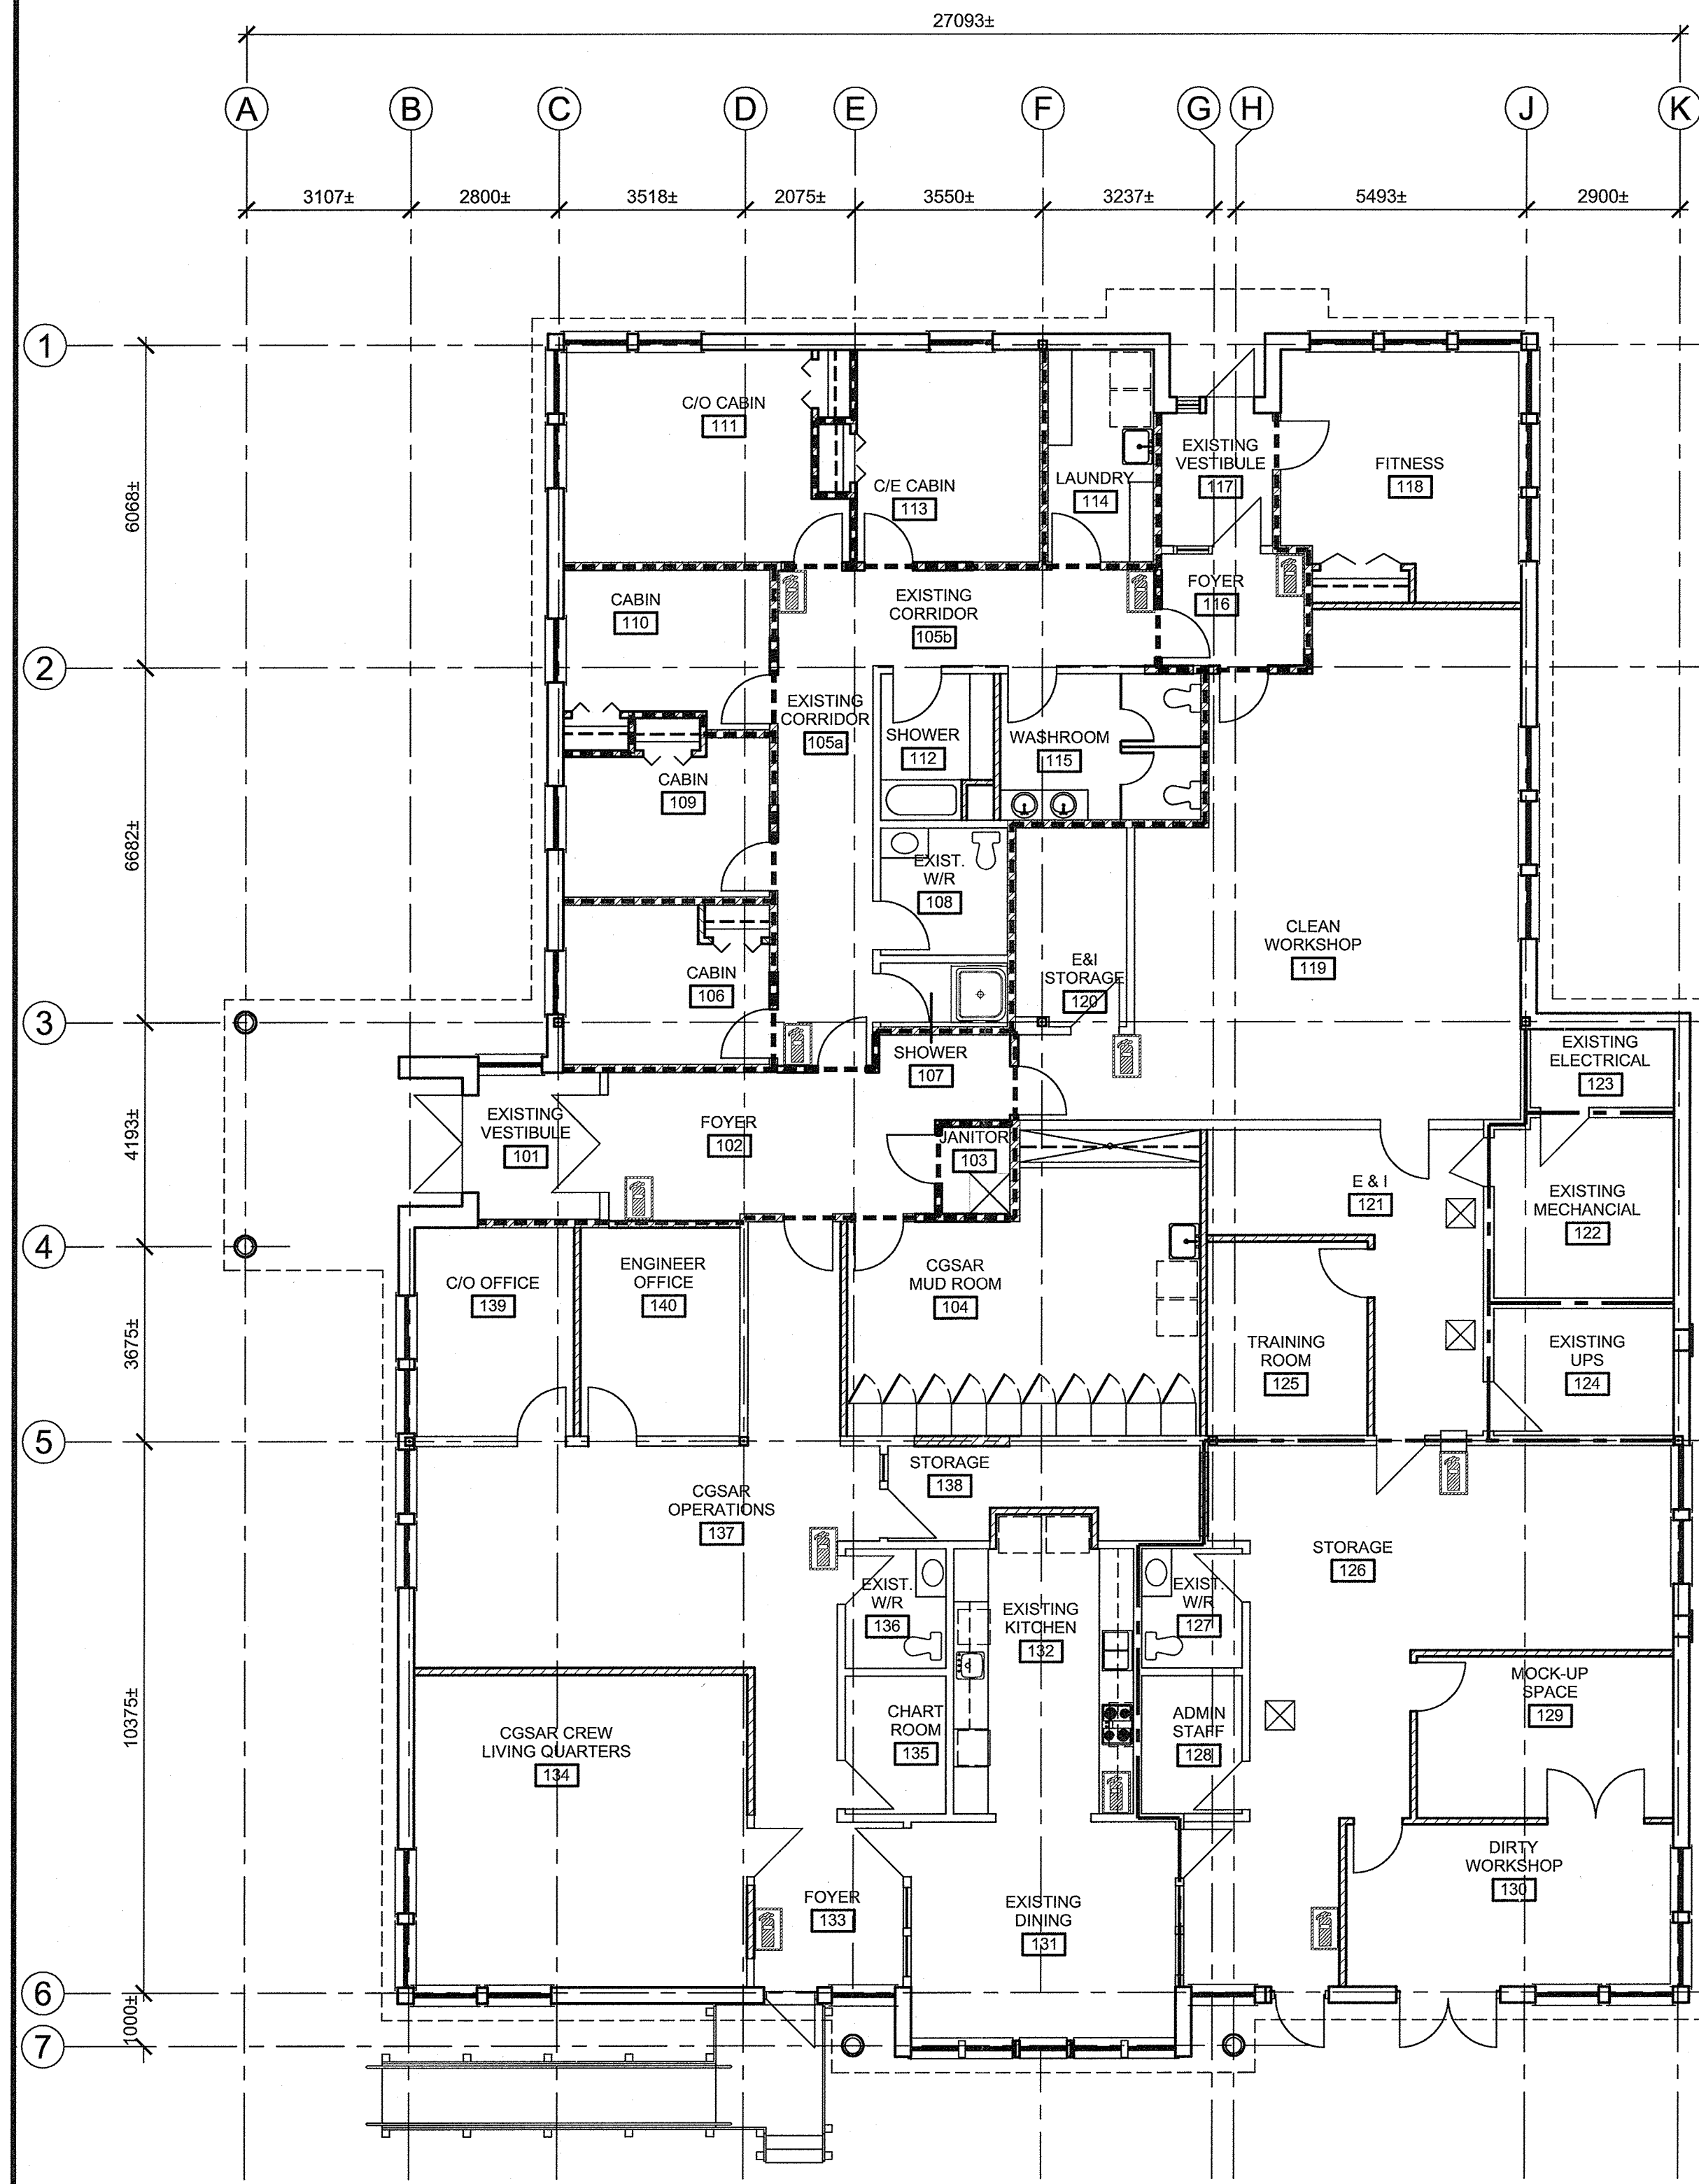 27093±
A
B
C
D
E
F
G
H
J
K
3107±
2800±
3518±
2075±
3550±
3237±
5493±
2900±
1
2
3
4
5
6
7
6068±
6682±
4193±
3675±
10375±
1000±
C/O CABIN
111
C/E CABIN
113
LAUNDRY
114
EXISTING
VESTIBULE
117
FITNESS
118
CABIN
110
EXISTING
CORRIDOR
105b
FOYER
116
EXISTING
CORRIDOR
105a
SHOWER
112
WASHROOM
115
CABIN
109
EXIST.
W/R
108
CLEAN
WORKSHOP
119
CABIN
106
E&I
STORAGE
120
SHOWER
107
EXISTING
ELECTRICAL
123
EXISTING
VESTIBULE
101
FOYER
102
JANITOR
103
E & I
121
EXISTING
MECHANCIAL
122
C/O OFFICE
139
ENGINEER
OFFICE
140
CGSAR
MUD ROOM
104
TRAINING
ROOM
125
EXISTING
UPS
124
CGSAR
OPERATIONS
137
STORAGE
138
STORAGE
126
EXIST.
W/R
136
EXISTING
KITCHEN
132
EXIST.
W/R
127
MOCK-UP
SPACE
129
CGSAR CREW
LIVING QUARTERS
134
CHART
ROOM
135
ADMIN
STAFF
128
DIRTY
WORKSHOP
130
FOYER
133
EXISTING
DINING
131